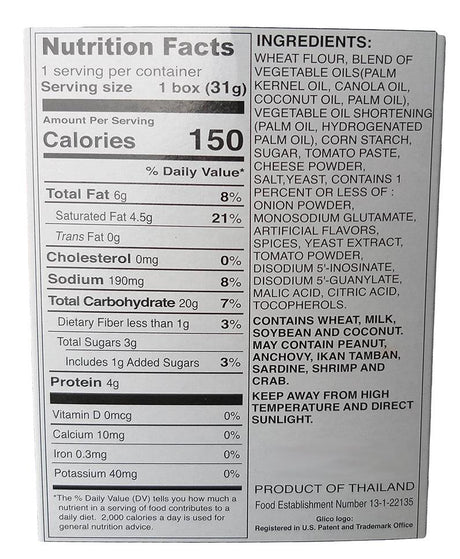 Nutrition Facts
1 serving per container
Serving size 1 box (31g)
Amount Per Serving
Calories 150
% Daily Value*
Total Fat 6g 8%
Saturated Fat 4.5g 21%
Trans Fat 0g
Cholesterol 0mg 0%
Sodium 190mg 8%
Total Carbohydrate 20g 7%
Dietary Fiber less than 1g 3%
Total Sugars 3g
Includes 1g Added Sugars 3%
Protein 4g
Vitamin D 0mcg 0%
Calcium 10mg 0%
Iron 0.3mg 0%
Potassium 40mg 0%
*The % Daily Value (DV) tells you how much a
nutrient in a serving of food contributes to a
daily diet. 2,000 calories a day is used for
general nutrition advice.
INGREDIENTS:
WHEAT FLOUR, BLEND OF
VEGETABLE OILS(PALM
KERNEL OIL, CANOLA OIL,
COCONUT OIL, PALM OIL),
VEGETABLE OIL SHORTENING
(PALM OIL, HYDROGENATED
PALM OIL), CORN STARCH,
SUGAR, TOMATO PASTE,
CHEESE POWDER,
SALT,YEAST, CONTAINS 1
PERCENT OR LESS OF :
ONION POWDER,
MONOSODIUM GLUTAMATE,
ARTIFICIAL FLAVORS,
SPICES, YEAST EXTRACT,
TOMATO POWDER,
DISODIUM 5'-INOSINATE,
DISODIUM 5'-GUANYLATE,
MALIC ACID, CITRIC ACID,
TOCOPHEROLS.
CONTAINS WHEAT, MILK,
SOYBEAN AND COCONUT.
MAY CONTAIN PEANUT,
ANCHOVY, IKAN TAMBAN,
SARDINE, SHRIMP AND
CRAB.
KEEP AWAY FROM HIGH
TEMPERATURE AND DIRECT
SUNLIGHT.
PRODUCT OF THAILAND
Food Establishment Number 13-1-22135
Glico logo:
Registered in U.S. Patent and Trademark Office